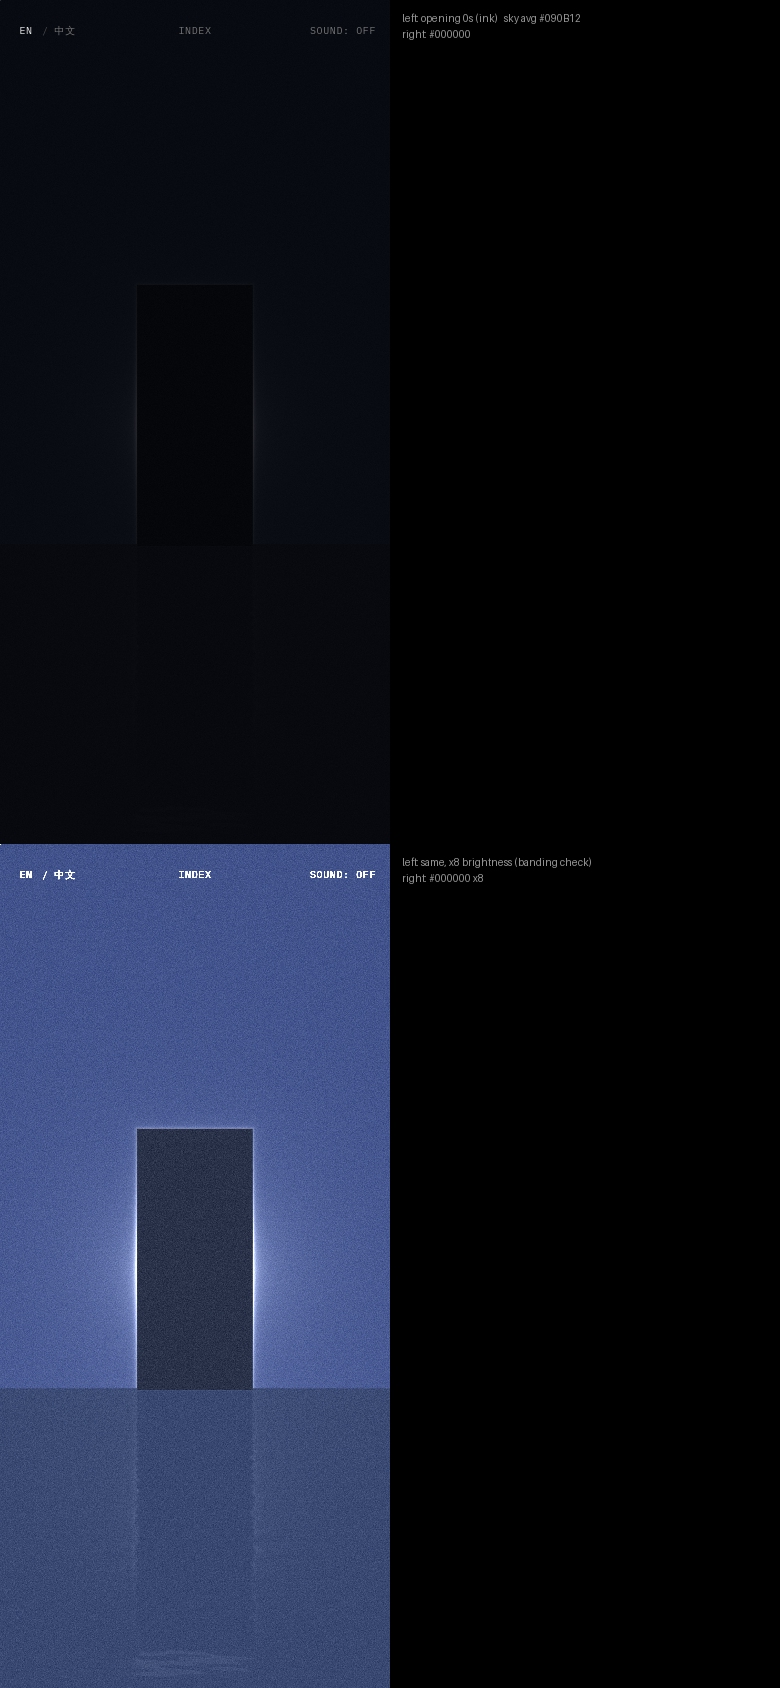 EN / 中文 INDEX SOUND: OFF
left: opening 0s (ink) sky avg #090B12
right: #000000
EN / 中文 INDEX SOUND: OFF
left: same, x8 brightness (banding check)
right: #000000 x8